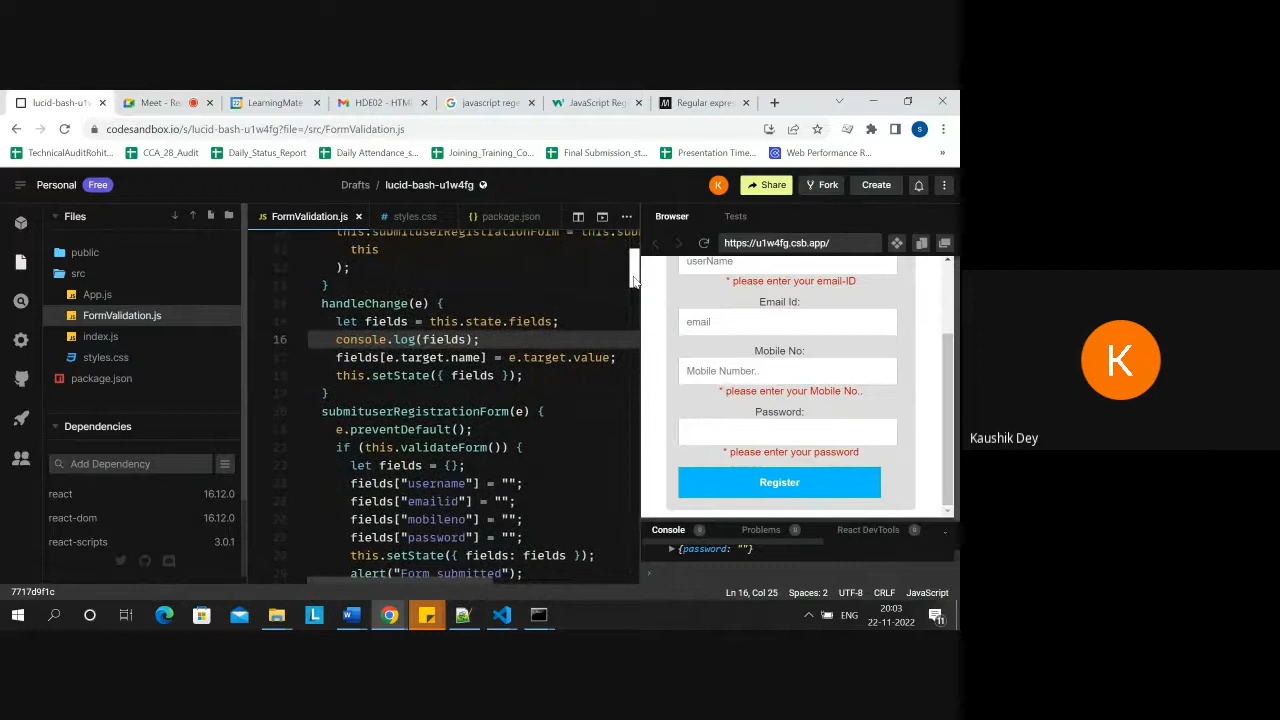 lucid-bash-u1w
Meet - Re
LearningMate
HDE02 - HTM
javascript rege
JavaScript Reg
Regular expres
codesandbox.io/s/lucid-bash-u1w4fg?file=/src/FormValidation.js
TechnicalAuditRohit...
CCA_28_Audit
Daily_Status_Report
Daily Attendance_s...
Joining_Training_Co...
Final Submission_st...
Presentation Time...
Web Performance R...
»
Personal Free
Drafts / lucid-bash-u1w4fg
K
Share
Fork
Create
Files
FormValidation.js
styles.css
package.json
Browser
Tests
https://u1w4fg.csb.app/
public
src
App.js
FormValidation.js
index.js
styles.css
package.json
Dependencies
Add Dependency
react 16.12.0
react-dom 16.12.0
react-scripts 3.0.1
this.submituserRegistrationForm = this.sub
this
);
}
handleChange(e) {
let fields = this.state.fields;
16 console.log(fields);
fields[e.target.name] = e.target.value;
this.setState({ fields });
}
submituserRegistrationForm(e) {
e.preventDefault();
if (this.validateForm()) {
let fields = {};
fields["username"] = "";
fields["emailid"] = "";
fields["mobileno"] = "";
fields["password"] = "";
this.setState({ fields: fields });
alert("Form submitted");
userName
* please enter your email-ID
Email Id:
email
Mobile No:
Mobile Number..
* please enter your Mobile No..
Password:
* please enter your password
Register
Console 0
Problems 0
React DevTools 0
{password: ""}
7717d9f1c
Ln 16, Col 25
Spaces: 2
UTF-8
CRLF
JavaScript
ENG
20:03
22-11-2022
K
Kaushik Dey